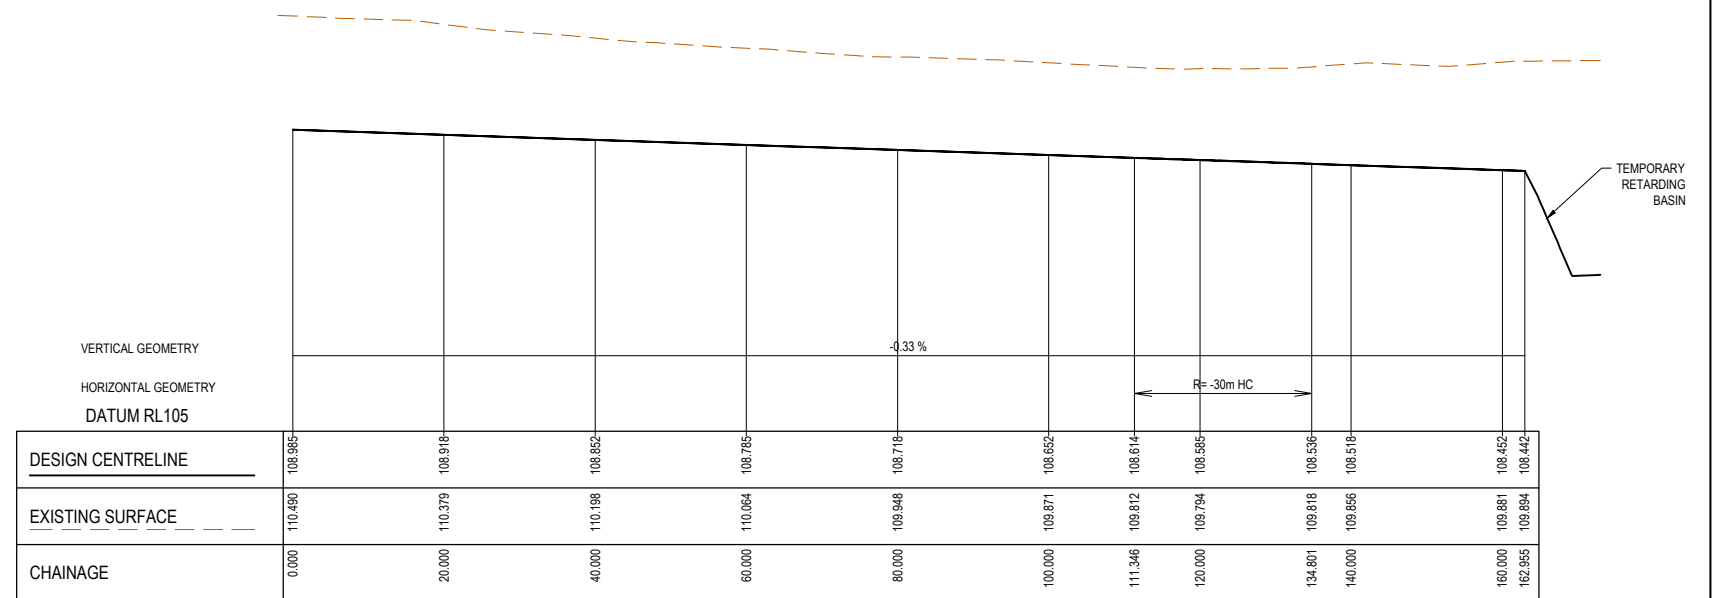 TEMPORARY
RETARDING
BASIN
VERTICAL GEOMETRY
-0.33 %
HORIZONTAL GEOMETRY
R= -30m HC
DATUM RL105
DESIGN CENTRELINE 108.985 108.918 108.852 108.785 108.718 108.652 108.614 108.585 108.536 108.518 108.452 108.442
EXISTING SURFACE 110.490 110.379 110.198 110.064 109.948 109.871 109.812 109.794 109.818 109.856 109.881 109.894
CHAINAGE 0.000 20.000 40.000 60.000 80.000 100.000 111.346 120.000 134.801 140.000 160.000 162.955